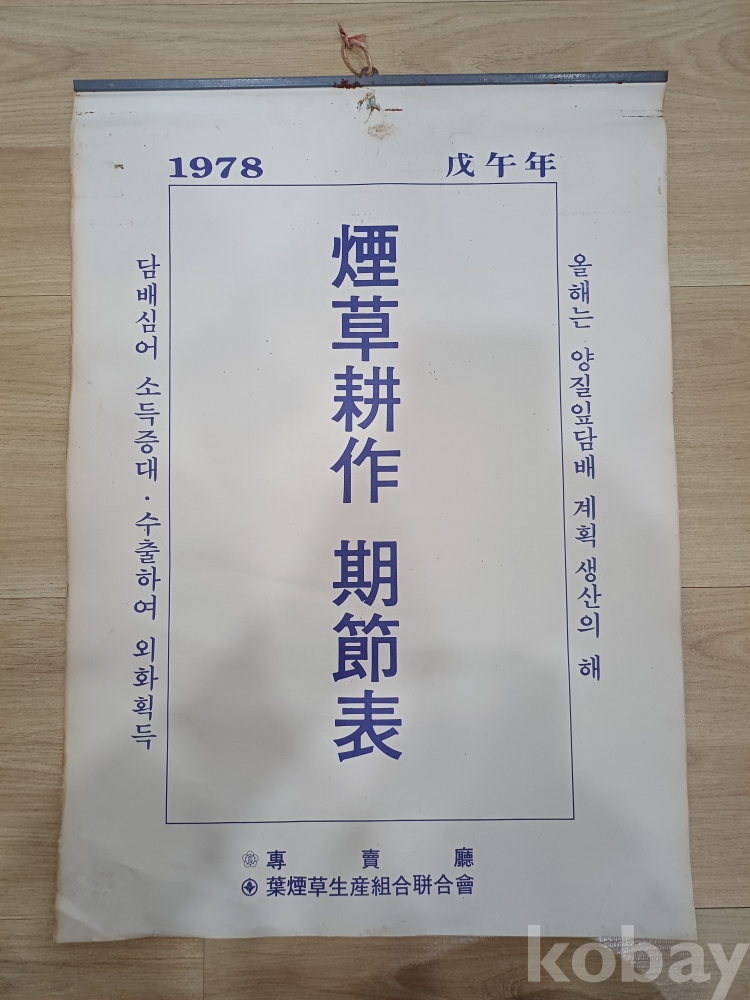 1978 戊午年
올해는 양질잎담배 계획생산의 해
煙草耕作 期節表
담배심어 소득증대 · 수출하여 외화획득
專賣廳
葉煙草生産組合联合會
kobay